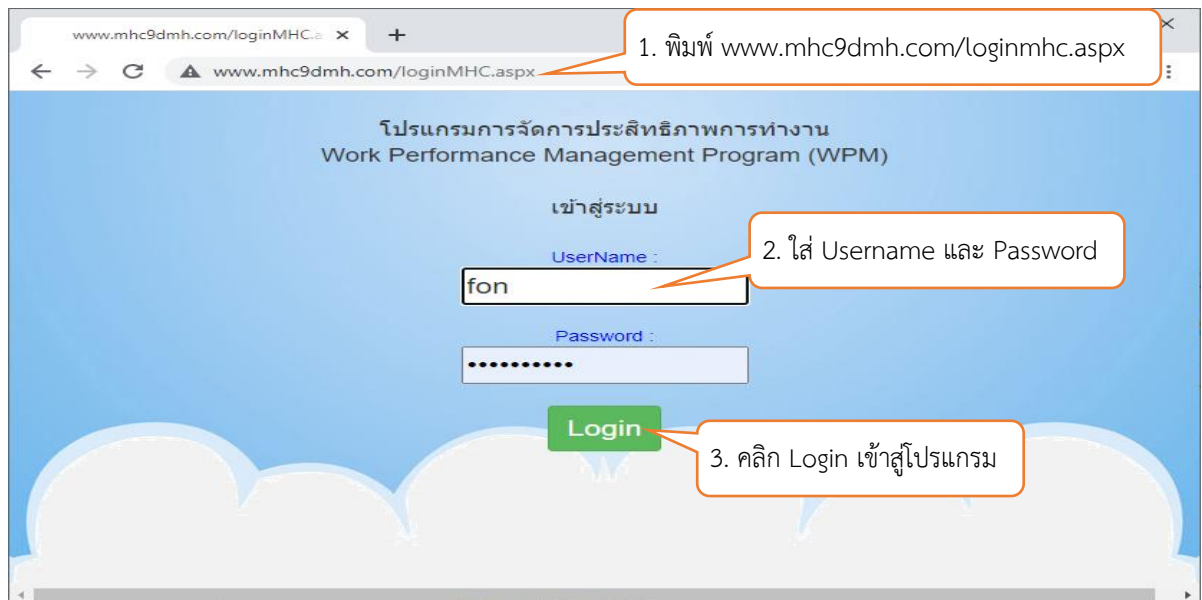 www.mhc9dmh.com/loginMHC.a
1. พิมพ์ www.mhc9dmh.com/loginmhc.aspx
www.mhc9dmh.com/loginMHC.aspx
โปรแกรมการจัดการประสิทธิภาพการทำงาน
Work Performance Management Program (WPM)
เข้าสู่ระบบ
2. ใส่ Username และ Password
UserName :
fon
Password :
••••••••••
Login
3. คลิก Login เข้าสู่โปรแกรม